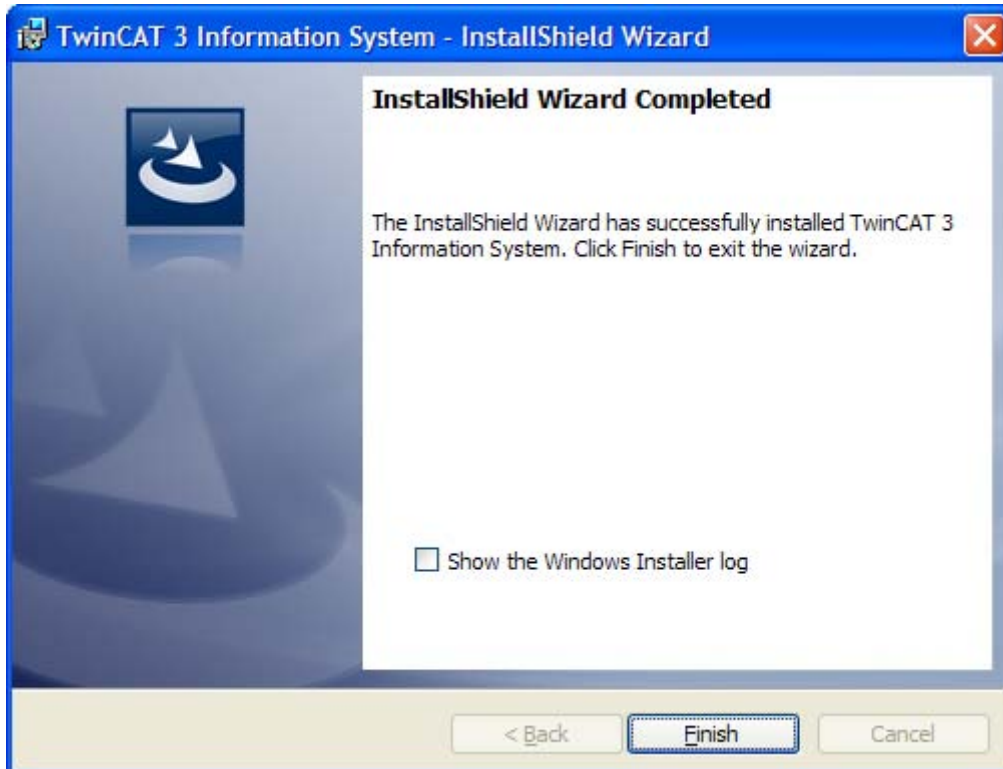 TwinCAT 3 Information System - InstallShield Wizard
InstallShield Wizard Completed
The InstallShield Wizard has successfully installed TwinCAT 3
Information System. Click Finish to exit the wizard.
Show the Windows Installer log
< Back
Finish
Cancel